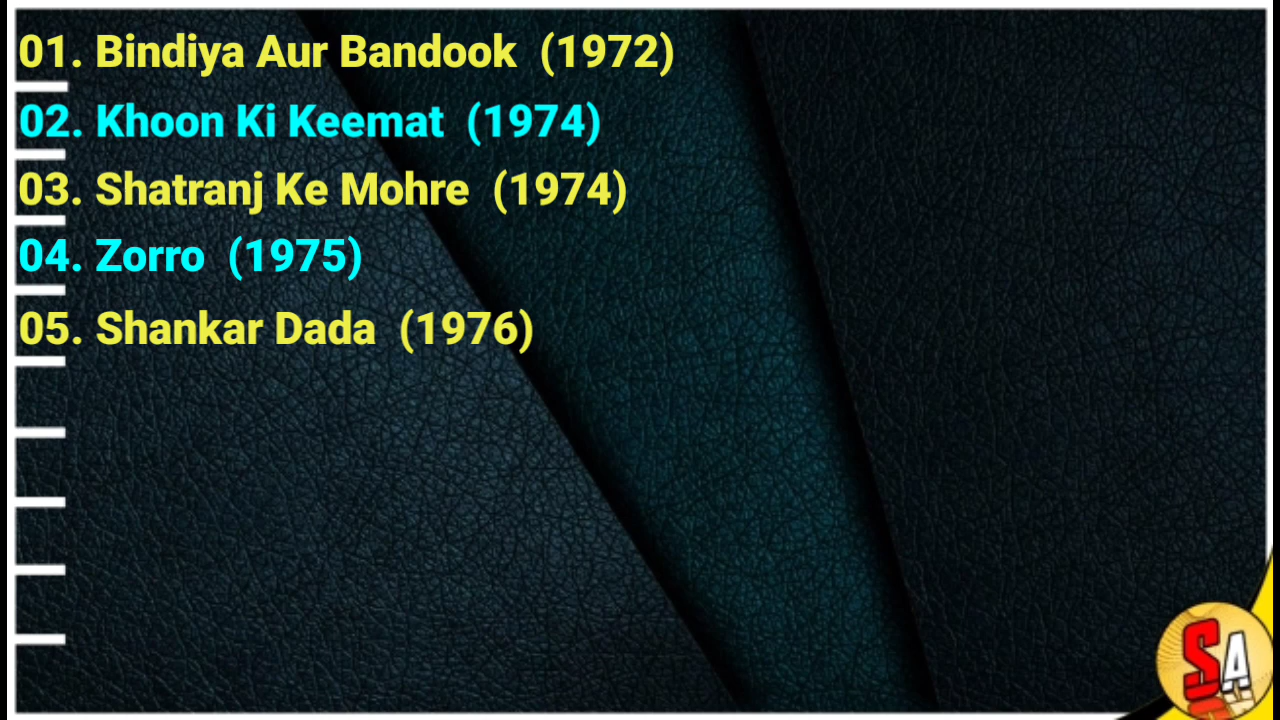 01. Bindiya Aur Bandook (1972)
02. Khoon Ki Keemat (1974)
03. Shatranj Ke Mohre (1974)
04. Zorro (1975)
05. Shankar Dada (1976)
SA